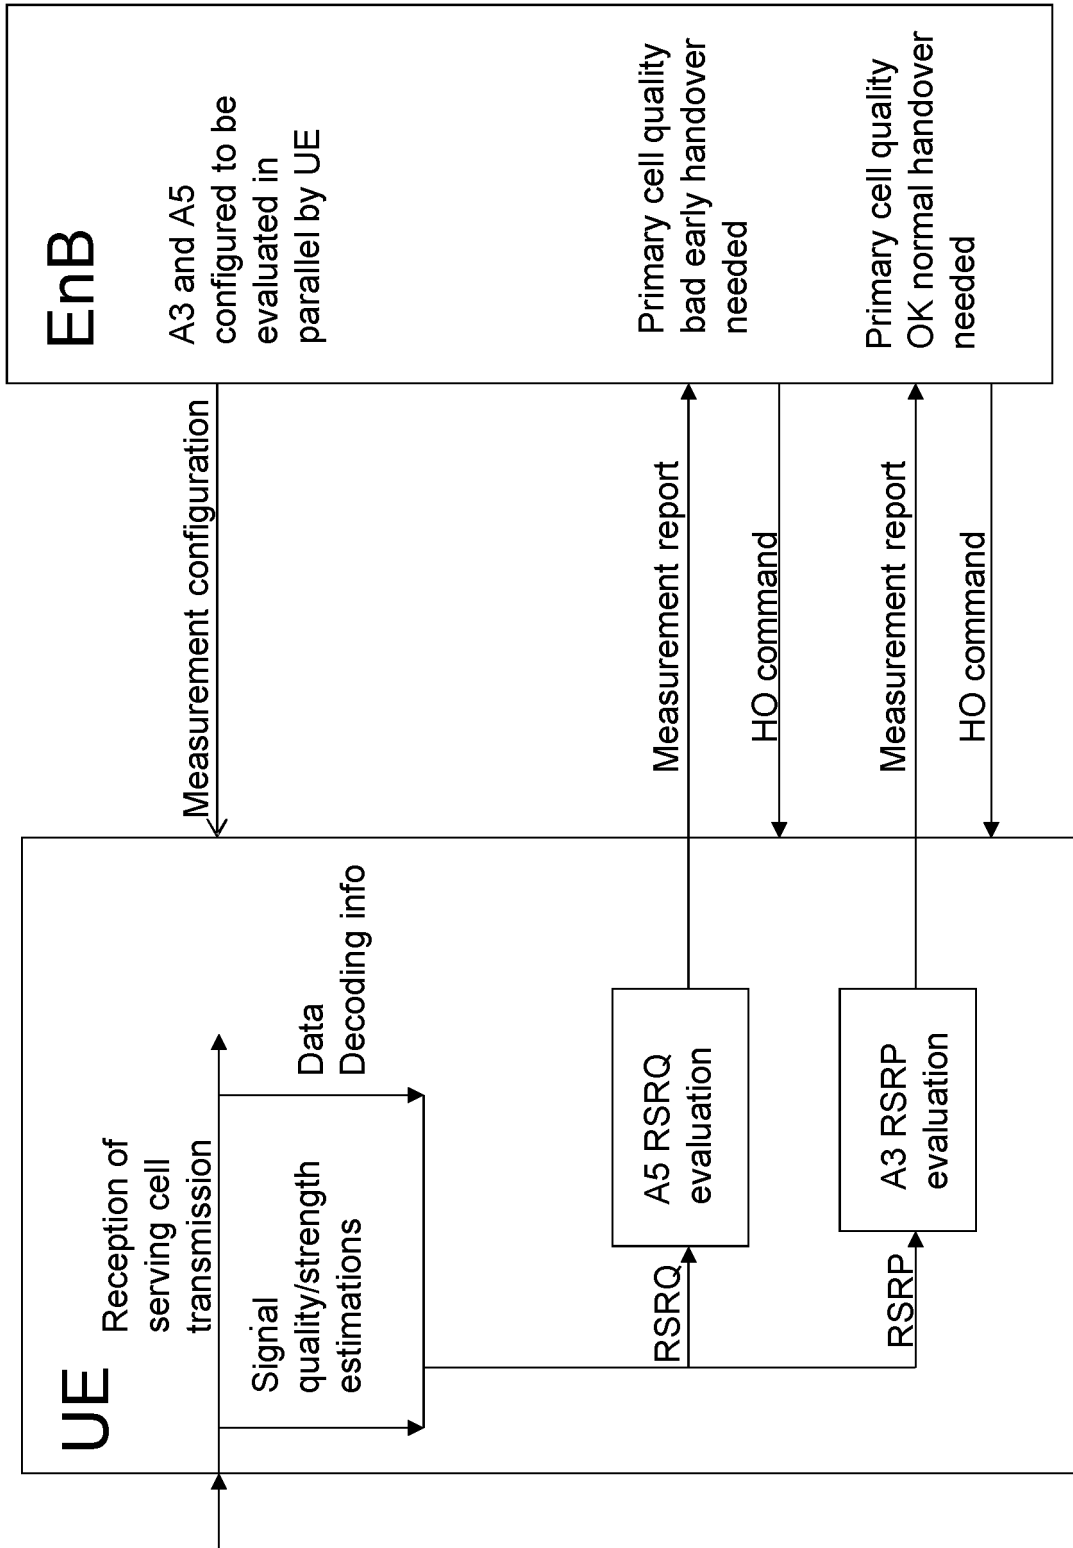 UE
Reception of
serving cell
transmission
Signal
quality/strength
estimations
Data
Decoding info
RSRQ
A5 RSRQ
evaluation
RSRP
A3 RSRP
evaluation
Measurement configuration
Measurement report
HO command
Measurement report
HO command
EnB
A3 and A5
configured to be
evaluated in
parallel by UE
Primary cell quality
bad early handover
needed
Primary cell quality
OK normal handover
needed